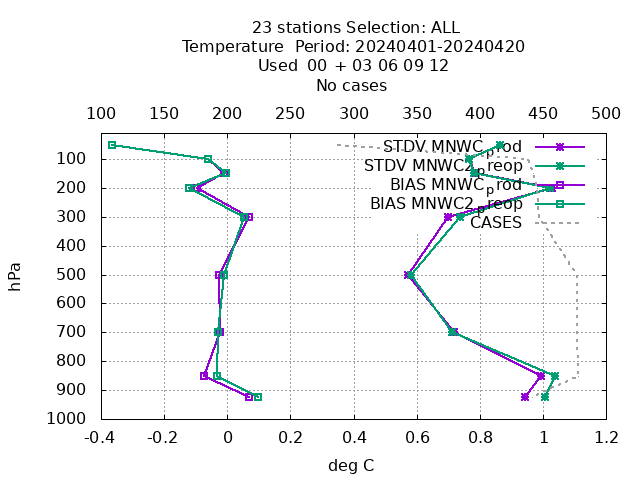 23 stations Selection: ALL
Temperature  Period: 20240401-20240420
Used  00 + 03 06 09 12
No cases
100 150 200 250 300 350 400 450 500
STDV MNWC_prod
STDV MNWC2_preop
BIAS MNWC_prod
BIAS MNWC2_preop
CASES
100
200
300
400
500
600
700
800
900
1000
hPa
-0.4 -0.2 0 0.2 0.4 0.6 0.8 1 1.2
deg C